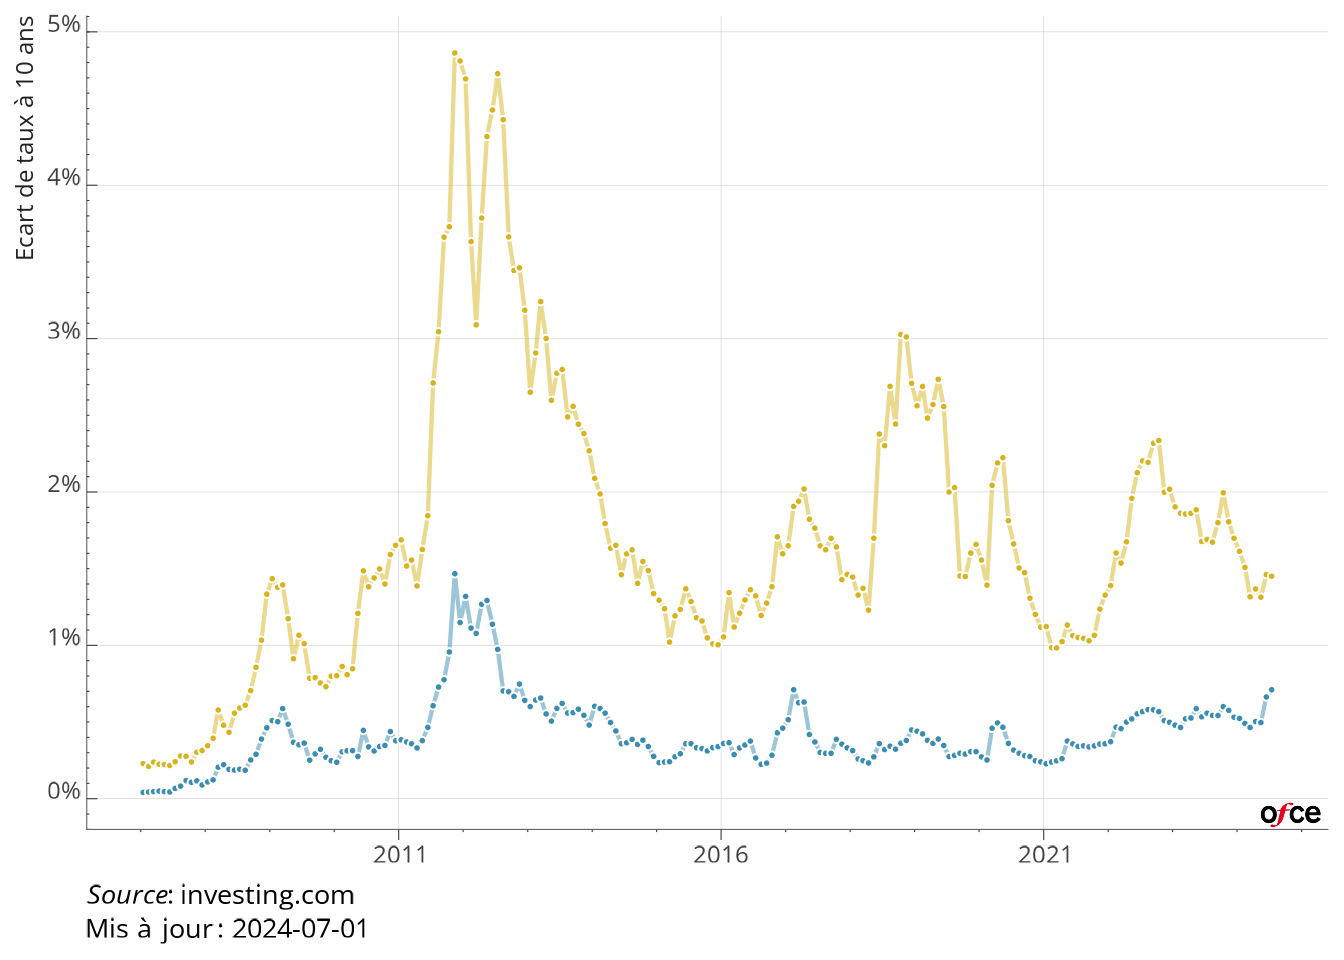 Ecart de taux à 10 ans
5%
4%
3%
2%
1%
0%
2011
2016
2021
ofce
Source: investing.com
Mis à jour : 2024-07-01